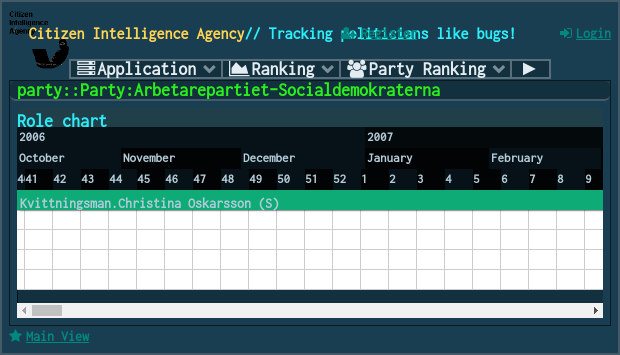 Citizen
Intelligence
Agency
Citizen Intelligence Agency// Tracking politicians like bugs!
Register
Login
Application Ranking Party Ranking
party::Party:Arbetarepartiet-Socialdemokraterna
Role chart
2006 2007
October November December January February
41 42 43 44 45 46 47 48 49 50 51 52 1 2 3 4 5 6 7 8 9
Kvittningsman.Christina Oskarsson (S)
Main View